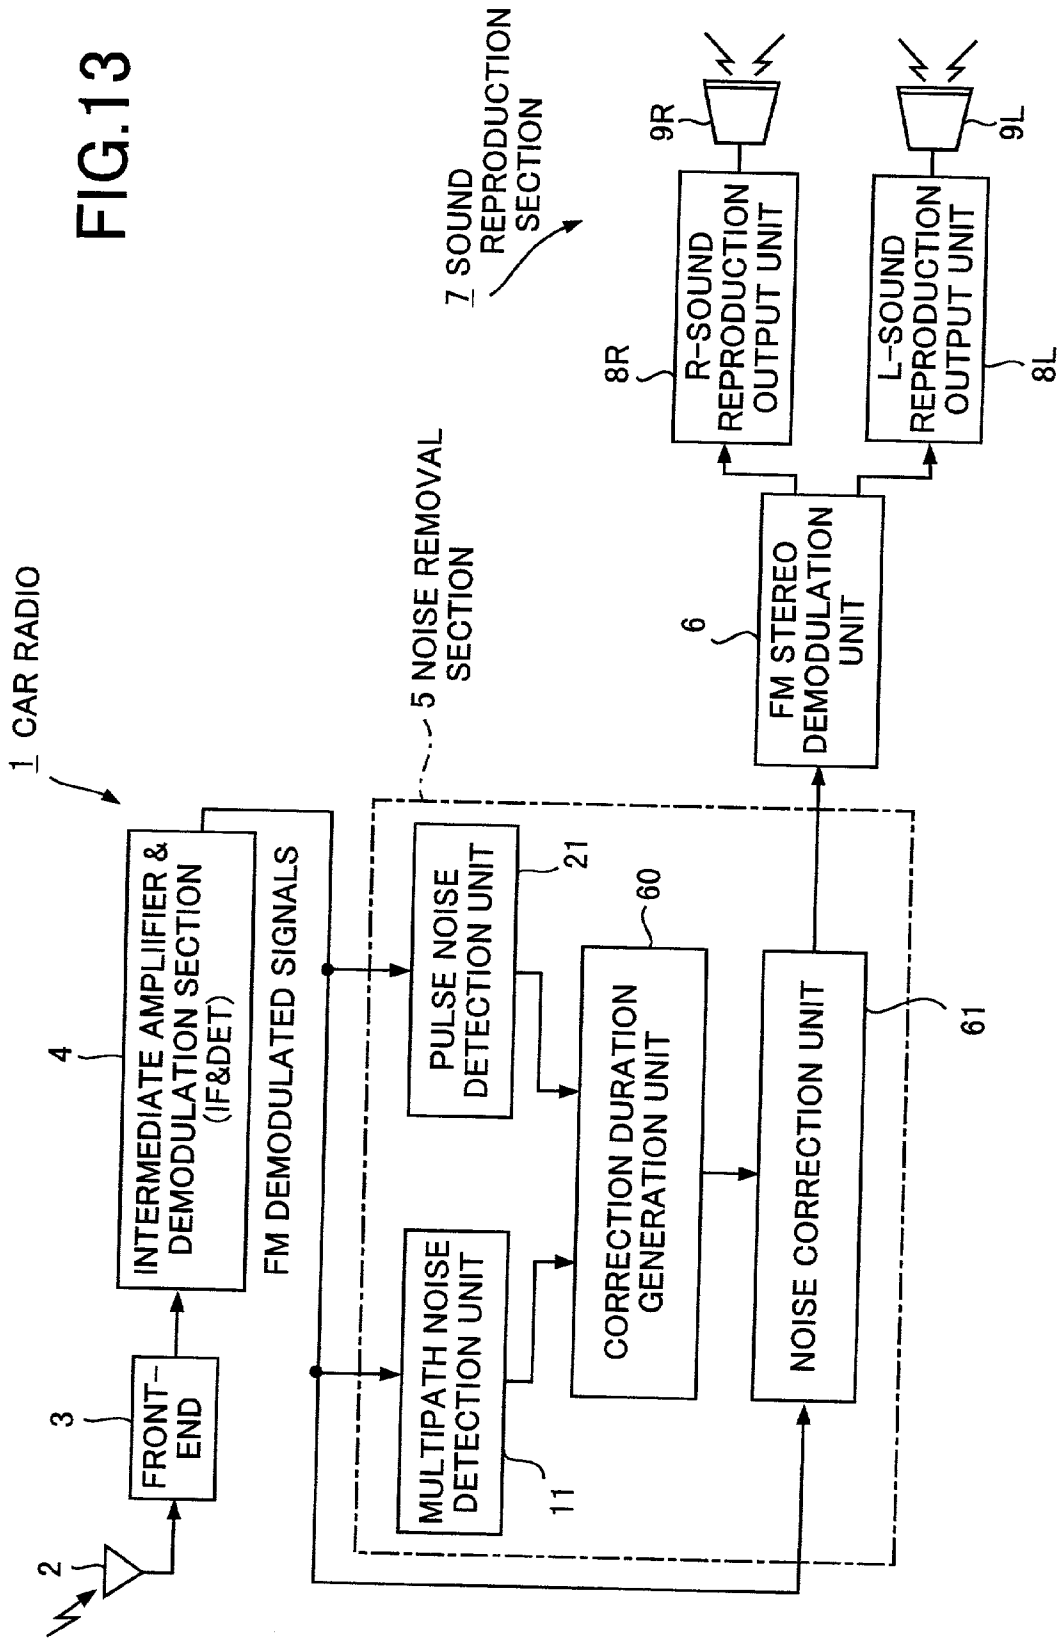 FIG.13
1 CAR RADIO
2
3
FRONT-
END
4
INTERMEDIATE AMPLIIFIER &
DEMODULATION SECTION
(IF&DET)
FM DEMODULATED SIGNALS
5 NOISE REMOVAL
SECTION
MULTIPATH NOISE
DETECTION UNIT
11
PULSE NOISE
DETECTION UNIT
21
CORRECTION DURATION
GENERATION UNIT
60
NOISE CORRECTION UNIT
61
6
FM STEREO
DEMODULATION
UNIT
7 SOUND
REPRODUCTION
SECTION
8R
R-SOUND
REPRODUCTION
OUTPUT UNIT
9R
L-SOUND
REPRODUCTION
OUTPUT UNIT
8L
9L